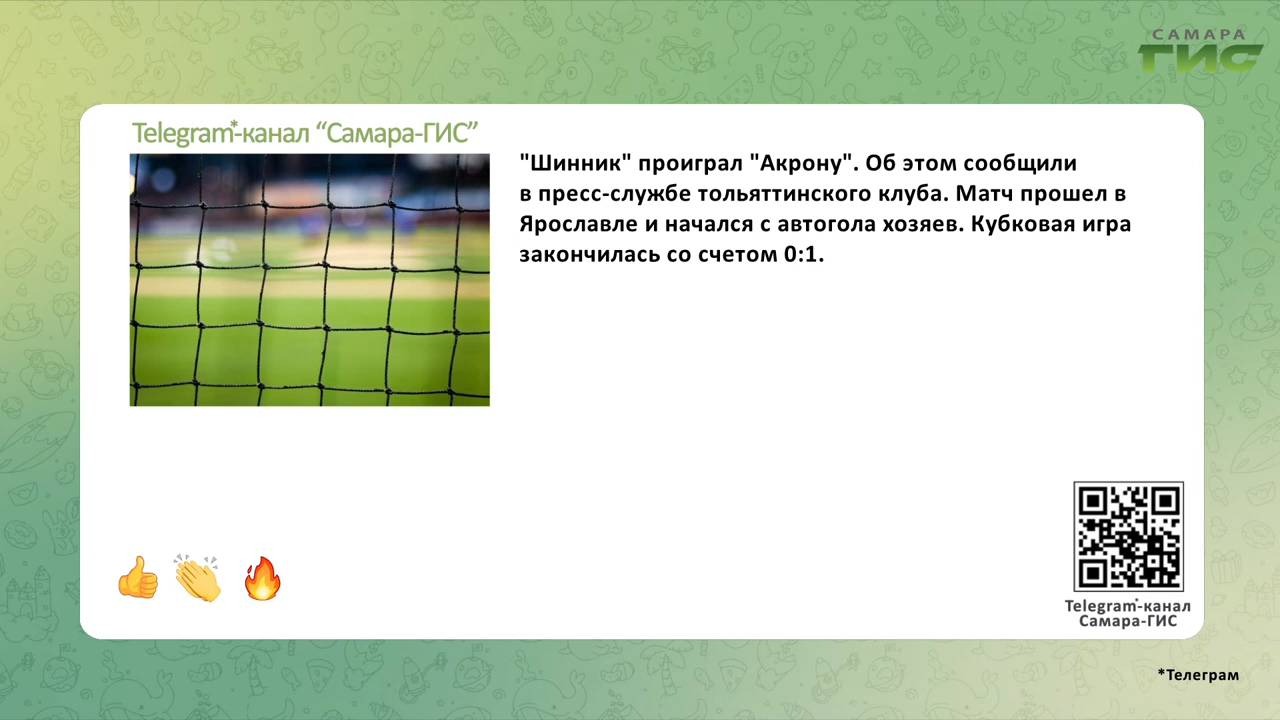 САМАРА
ГИС
Telegram*-канал “Самара-ГИС”
"Шинник" проиграл "Акрону". Об этом сообщили
в пресс-службе тольяттинского клуба. Матч прошел в
Ярославле и начался с автогола хозяев. Кубковая игра
закончилась со счетом 0:1.
Telegram*-канал
Самара-ГИС
*Телеграм